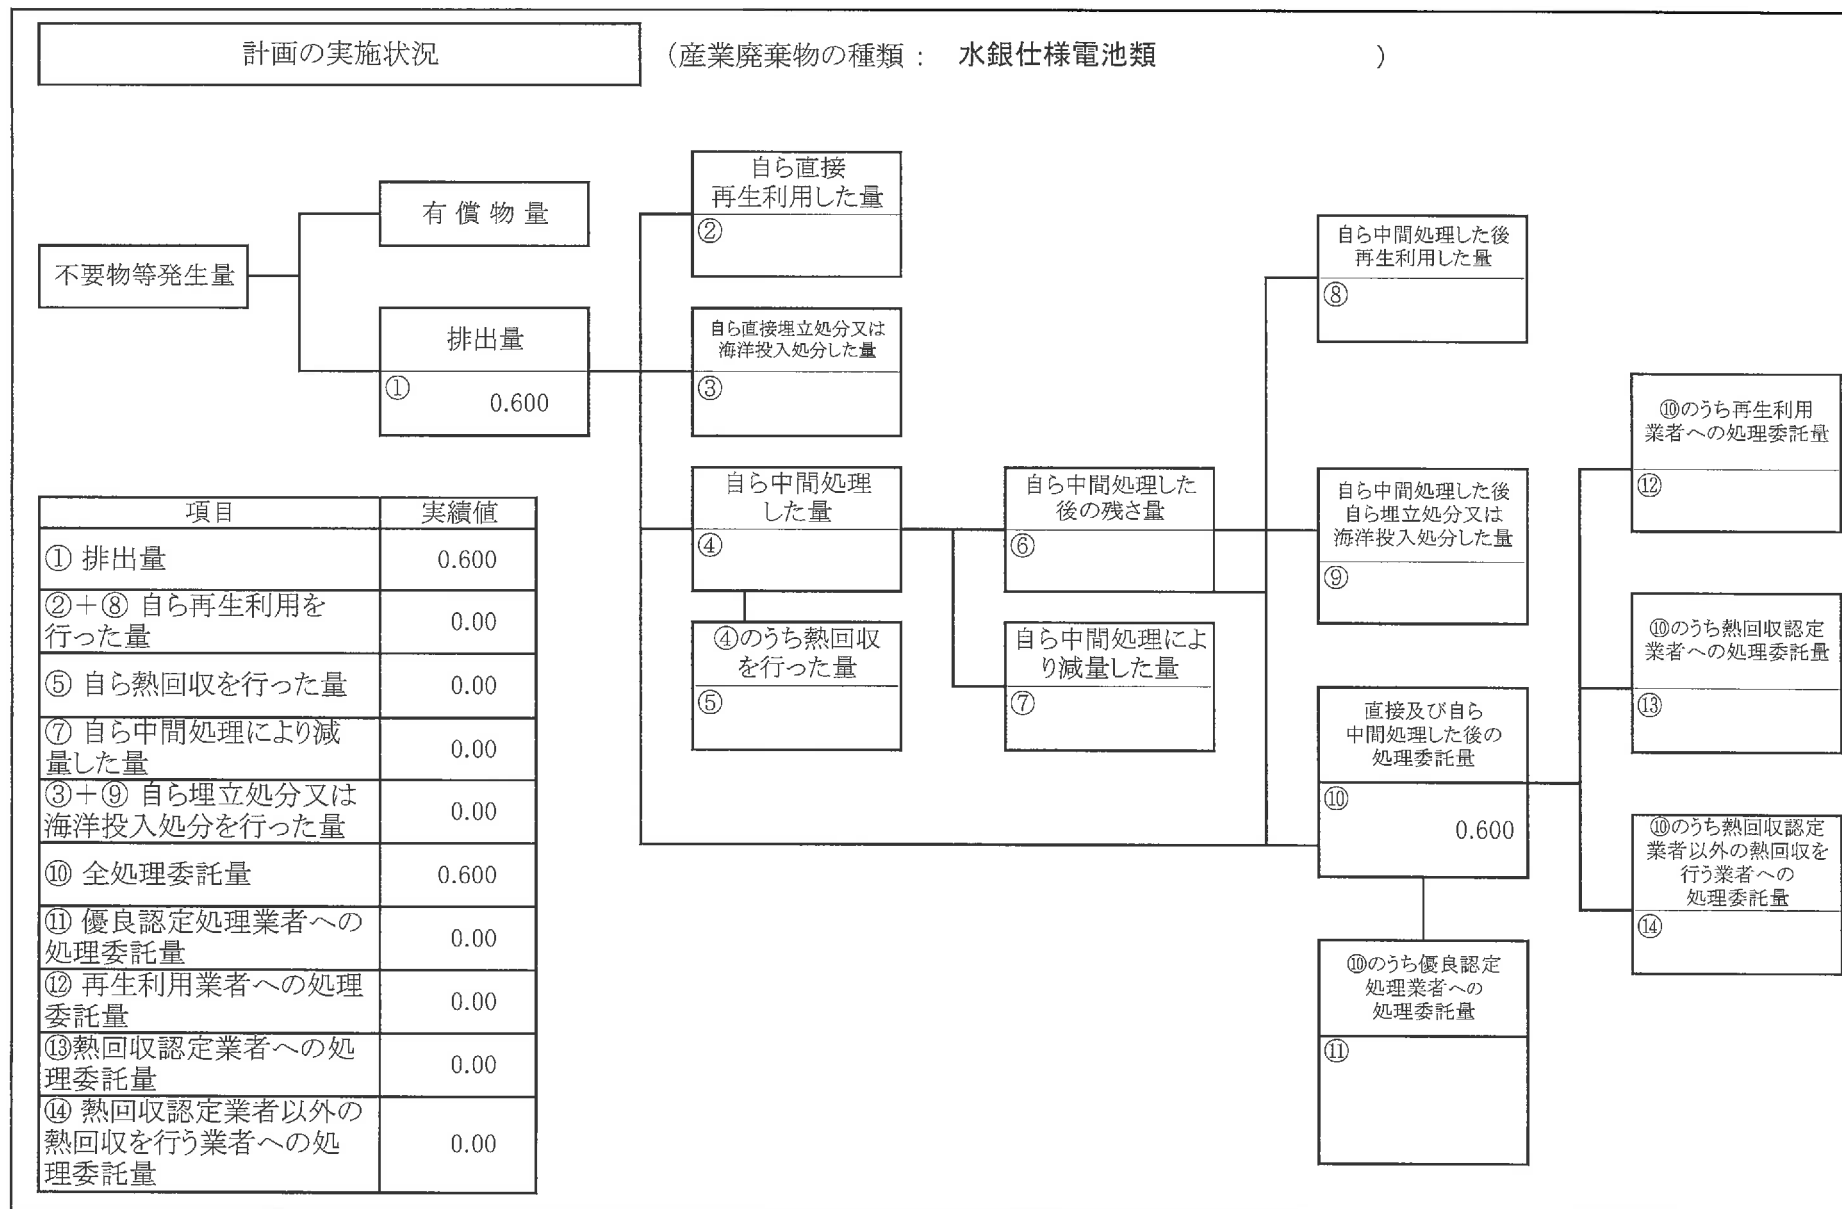 計画の実施状況
(産業廃棄物の種類： 水銀仕様電池類 )
不要物等発生量
有償物量
排出量
①
0.600
自ら直接
再生利用した量
②
自ら直接埋立処分又は
海洋投入処分した量
③
自ら中間処理
した量
④
④のうち熱回収
を行った量
⑤
自ら中間処理した
後の残さ量
⑥
自ら中間処理によ
り減量した量
⑦
自ら中間処理した後
再生利用した量
⑧
自ら中間処理した後
自ら埋立処分又は
海洋投入処分した量
⑨
直接及び自ら
中間処理した後の
処理委託量
⑩
0.600
⑩のうち優良認定
処理業者への
処理委託量
⑪
⑩のうち再生利用
業者への処理委託量
⑫
⑩のうち熱回収認定
業者への処理委託量
⑬
⑩のうち熱回収認定
業者以外の熱回収を
行う業者への
処理委託量
⑭
項目 実績値
① 排出量 0.600
②＋⑧ 自ら再生利用を
行った量 0.00
⑤ 自ら熱回収を行った量 0.00
⑦ 自ら中間処理により減
量した量 0.00
③＋⑨ 自ら埋立処分又は
海洋投入処分を行った量 0.00
⑩ 全処理委託量 0.600
⑪ 優良認定処理業者への
処理委託量 0.00
⑫ 再生利用業者への処理
委託量 0.00
⑬熱回収認定業者への処
理委託量 0.00
⑭ 熱回収認定業者以外の
熱回収を行う業者への処
理委託量 0.00